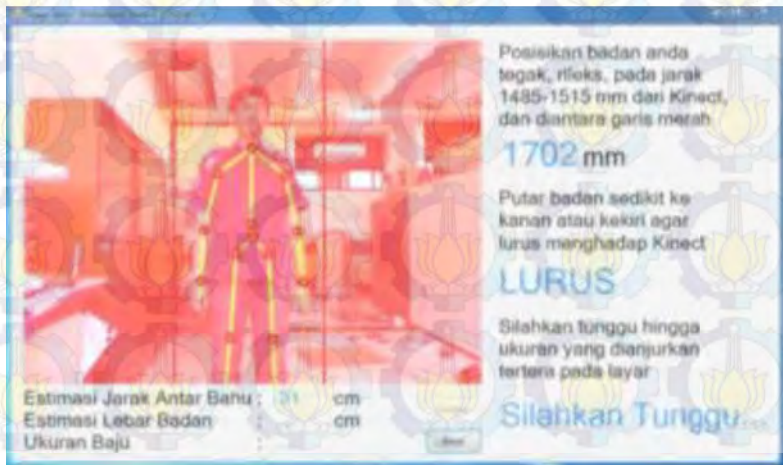 Posisikan badan anda
tegak, rileks, pada jarak
1485-1515 mm dari Kinect,
dan diantara garis merah
1702 mm
Putar badan sedikit ke
kanan atau kekiri agar
lurus menghadap Kinect
LURUS
Silahkan tunggu hingga
ukuran yang dianjurkan
tertera pada layar
Silahkan Tunggu...
Estimasi Jarak Antar Bahu : 31 cm
Estimasi Lebar Badan : cm
Ukuran Baju :